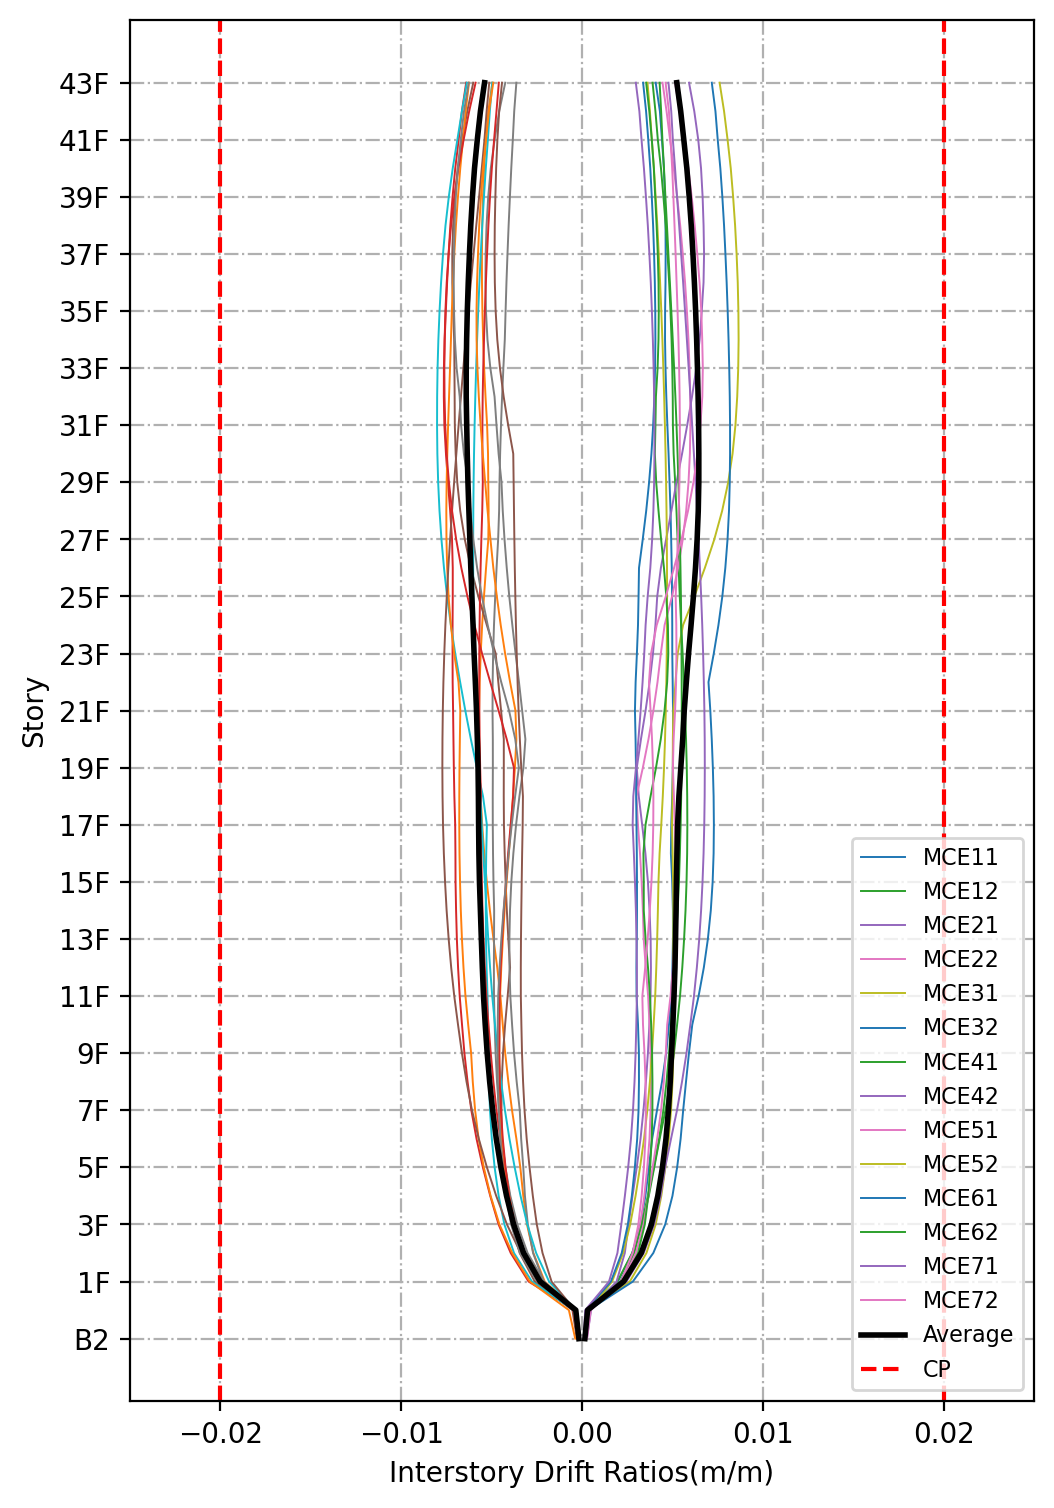 43F
41F
39F
37F
35F
33F
31F
29F
27F
25F
23F
21F
19F
17F
15F
13F
11F
9F
7F
5F
3F
1F
B2
Story
MCE11
MCE12
MCE21
MCE22
MCE31
MCE32
MCE41
MCE42
MCE51
MCE52
MCE61
MCE62
MCE71
MCE72
Average
CP
−0.02 −0.01 0.00 0.01 0.02
Interstory Drift Ratios(m/m)